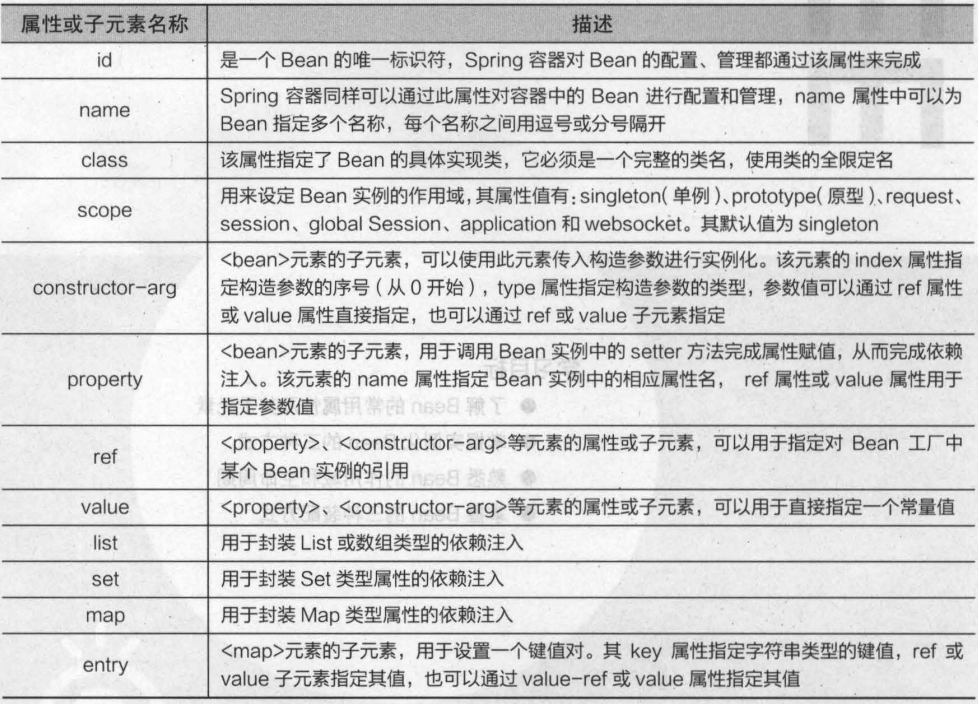 属性或子元素名称 描述
id 是一个 Bean 的唯一标识符，Spring 容器对 Bean 的配置、管理都通过该属性来完成
name Spring 容器同样可以通过此属性对容器中的 Bean 进行配置和管理，name 属性中可以为
Bean 指定多个名称，每个名称之间用逗号或分号隔开
class 该属性指定了 Bean 的具体实现类，它必须是一个完整的类名，使用类的全限定名
scope 用来设定 Bean 实例的作用域，其属性值有：singleton（单例）、prototype（原型）、request、
session、global Session、application 和 websocket。其默认值为 singleton
constructor-arg <bean>元素的子元素，可以使用此元素传入构造参数进行实例化。该元素的 index 属性指
定构造参数的序号（从 0 开始），type 属性指定构造参数的类型，参数值可以通过 ref 属性
或 value 属性直接指定，也可以通过 ref 或 value 子元素指定
property <bean>元素的子元素，用于调用 Bean 实例中的 setter 方法完成属性赋值，从而完成依赖
注入。该元素的 name 属性指定 Bean 实例中的相应属性名， ref 属性或 value 属性用于
指定参数值
ref <property>、<constructor-arg>等元素的属性或子元素，可以用于指定对 Bean 工厂中
某个 Bean 实例的引用
value <property>、<constructor-arg>等元素的属性或子元素，可以用于直接指定一个常量值
list 用于封装 List 或数组类型的依赖注入
set 用于封装 Set 类型属性的依赖注入
map 用于封装 Map 类型属性的依赖注入
entry <map>元素的子元素，用于设置一个键值对。其 key 属性指定字符串类型的键值，ref 或
value 子元素指定其值，也可以通过 value-ref 或 value 属性指定其值